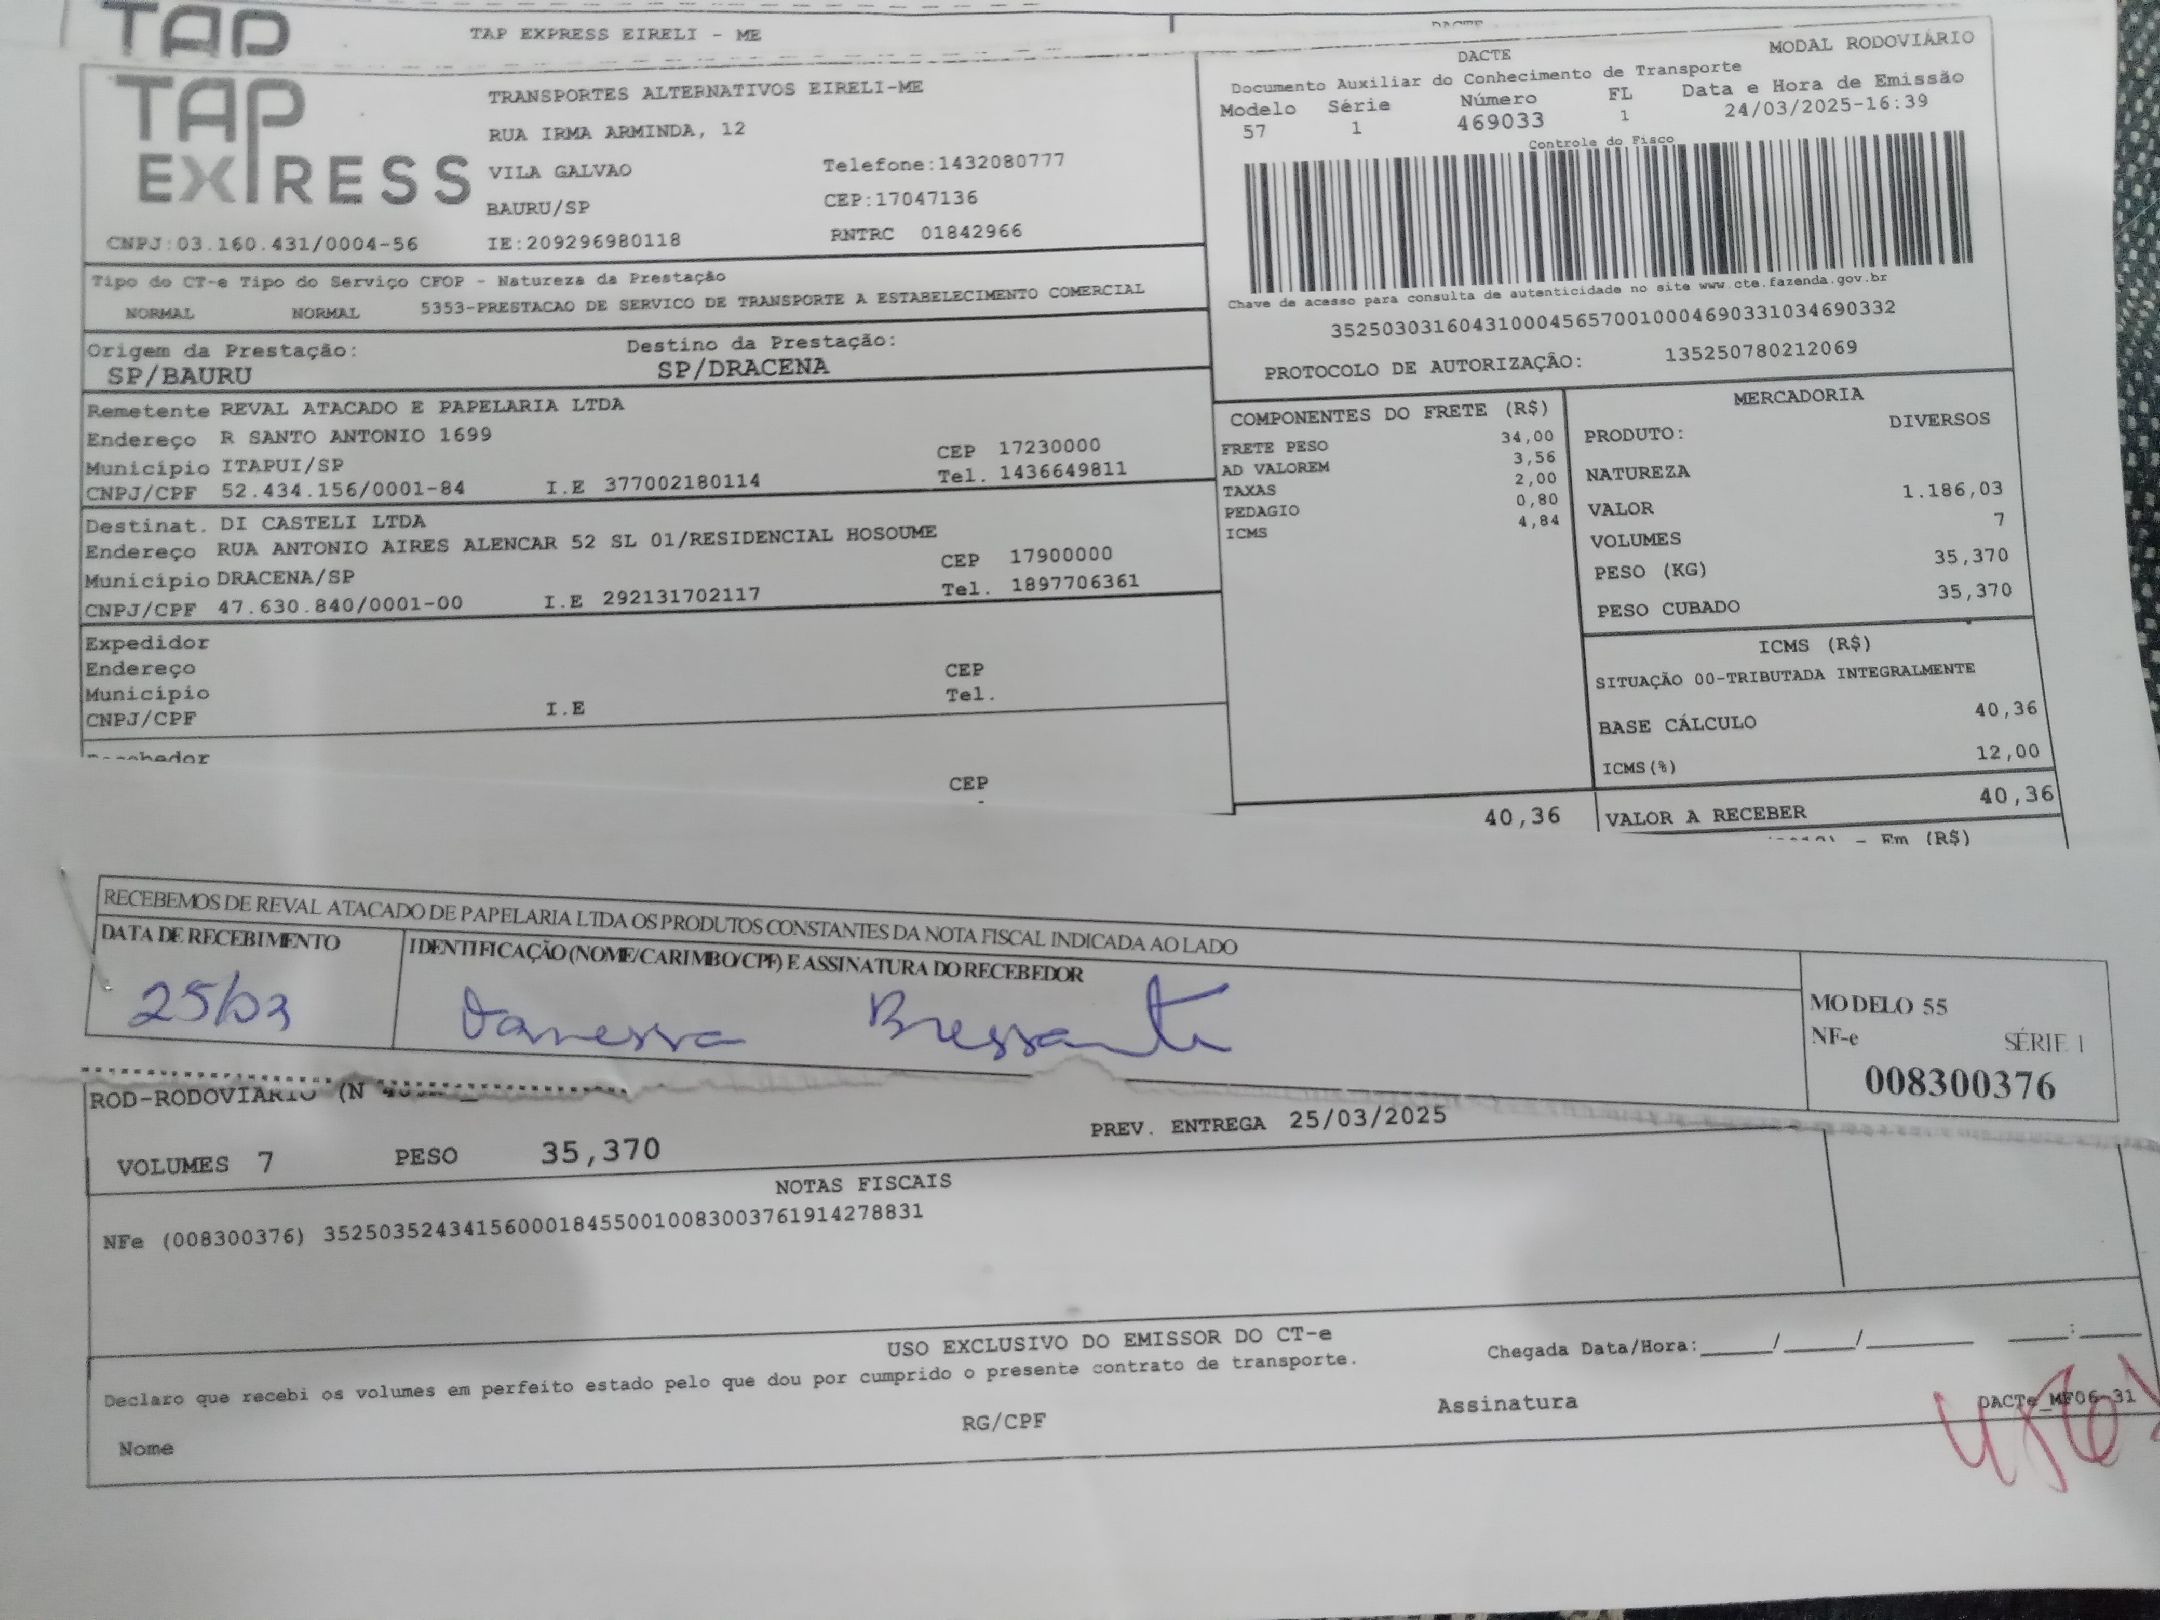 TAP
TAP EXPRESS EIRELI - ME
TAP EXPRESS
TRANSPORTES ALTERNATIVOS EIRELI-ME
RUA IRMA ARMINDA, 12
VILA GALVAO Telefone:1432080777
BAURU/SP CEP:17047136
CNPJ:03.160.431/0004-56 IE:209296980118 RNTRC 01842966
DACTE MODAL RODOVIÁRIO
Documento Auxiliar do Conhecimento de Transporte
Modelo Série Número FL Data e Hora de Emissão
57 1 469033 1 24/03/2025-16:39
Controle do Fisco
Chave de acesso para consulta de autenticidade no site www.cte.fazenda.gov.br
35250303160431000456570010004690331034690332
PROTOCOLO DE AUTORIZAÇÃO: 135250780212069
Tipo do CT-e Tipo do Serviço CFOP - Natureza da Prestação
NORMAL NORMAL 5353-PRESTACAO DE SERVICO DE TRANSPORTE A ESTABELECIMENTO COMERCIAL
Origem da Prestação: Destino da Prestação:
SP/BAURU SP/DRACENA
Remetente REVAL ATACADO E PAPELARIA LTDA
Endereço R SANTO ANTONIO 1699
Município ITAPUI/SP CEP 17230000
CNPJ/CPF 52.434.156/0001-84 I.E 377002180114 Tel. 1436649811
Destinat. DI CASTELI LTDA
Endereço RUA ANTONIO AIRES ALENCAR 52 SL 01/RESIDENCIAL HOSOUME
Município DRACENA/SP CEP 17900000
CNPJ/CPF 47.630.840/0001-00 I.E 292131702117 Tel. 1897706361
Expedidor
Endereço CEP
Município Tel.
CNPJ/CPF I.E
CEP
COMPONENTES DO FRETE (R$)
FRETE PESO 34,00
AD VALOREM 3,56
TAXAS 2,00
PEDAGIO 0,80
ICMS 4,84
40,36
MERCADORIA
PRODUTO: DIVERSOS
NATUREZA
VALOR 1.186,03
VOLUMES 7
PESO (KG) 35,370
PESO CUBADO 35,370
ICMS (R$)
SITUAÇÃO 00-TRIBUTADA INTEGRALMENTE
BASE CÁLCULO 40,36
ICMS(%) 12,00
VALOR A RECEBER 40,36
- Em (R$)
RECEBEMOS DE REVAL ATACADO DE PAPELARIA LTDA OS PRODUTOS CONSTANTES DA NOTA FISCAL INDICADA AO LADO
DATA DE RECEBIMENTO IDENTIFICAÇÃO (NOME/CARIMBO/CPF) E ASSINATURA DO RECEBEDOR
25/03 Vanessa Bressanti
MODELO 55
NF-e SÉRIE 1
008300376
ROD-RODOVIARIO (N
VOLUMES 7 PESO 35,370 PREV. ENTREGA 25/03/2025
NOTAS FISCAIS
NFe (008300376) 35250352434156000184550010083003761914278831
USO EXCLUSIVO DO EMISSOR DO CT-e
Declaro que recebi os volumes em perfeito estado pelo que dou por cumprido o presente contrato de transporte.
Chegada Data/Hora:_____/_____/_______ ____:____
Nome RG/CPF Assinatura
DACTe_MF06-31